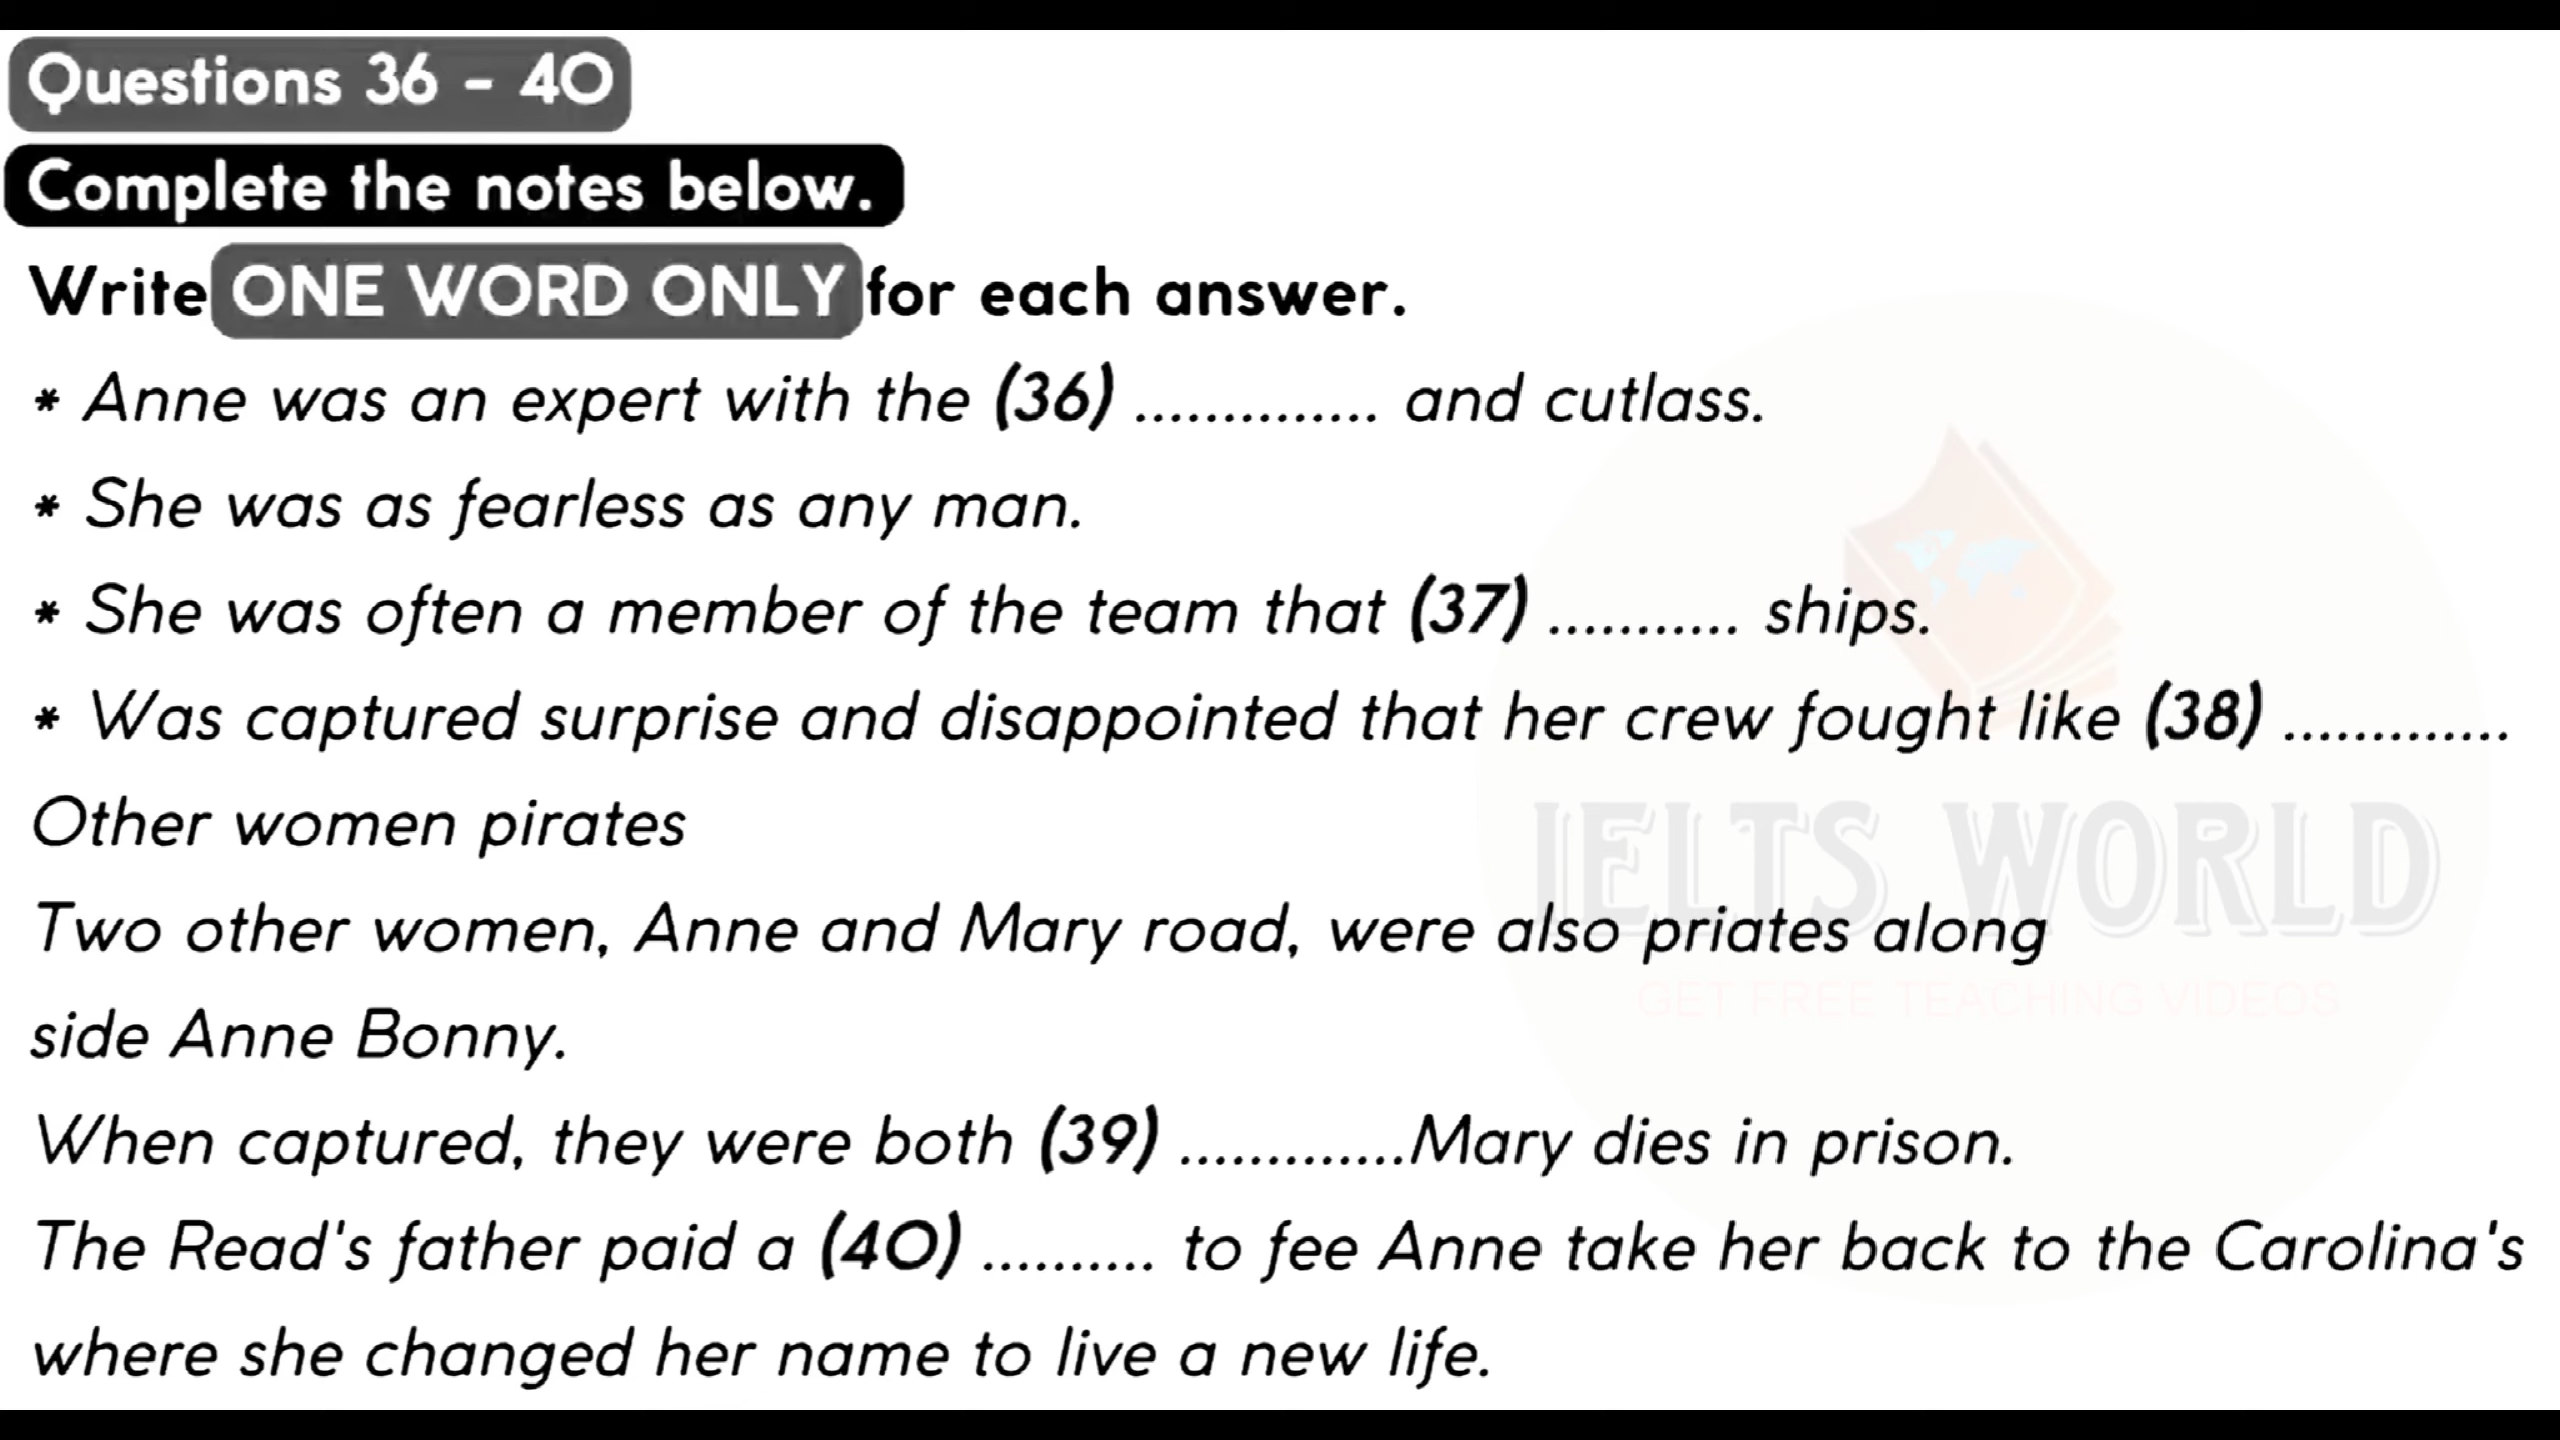 Questions 36 - 40
Complete the notes below.
Write ONE WORD ONLY for each answer.
* Anne was an expert with the (36) .............. and cutlass.
* She was as fearless as any man.
* She was often a member of the team that (37) ........... ships.
* Was captured surprise and disappointed that her crew fought like (38) .............
Other women pirates
Two other women, Anne and Mary road, were also priates along
side Anne Bonny.
When captured, they were both (39) .............Mary dies in prison.
The Read's father paid a (40) .......... to fee Anne take her back to the Carolina's
where she changed her name to live a new life.
IELTS WORLD
GET FREE TEACHING VIDEOS